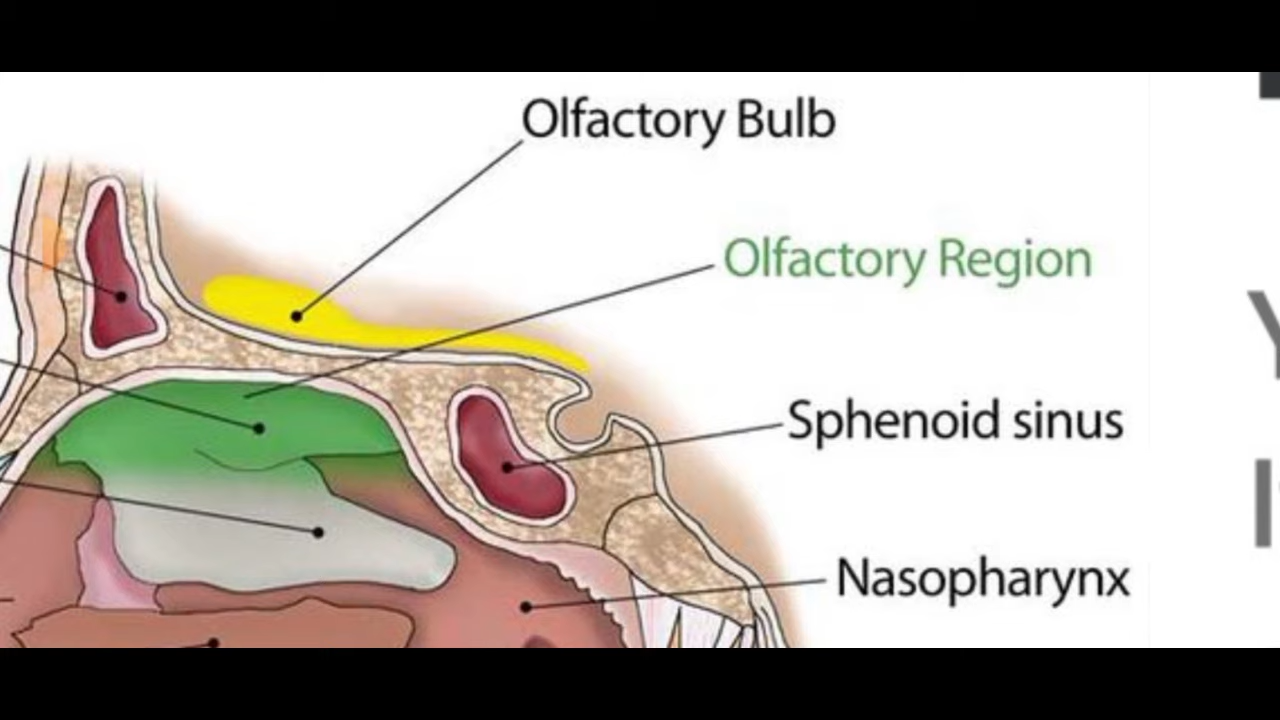 Olfactory Bulb
Olfactory Region
Sphenoid sinus
Nasopharynx